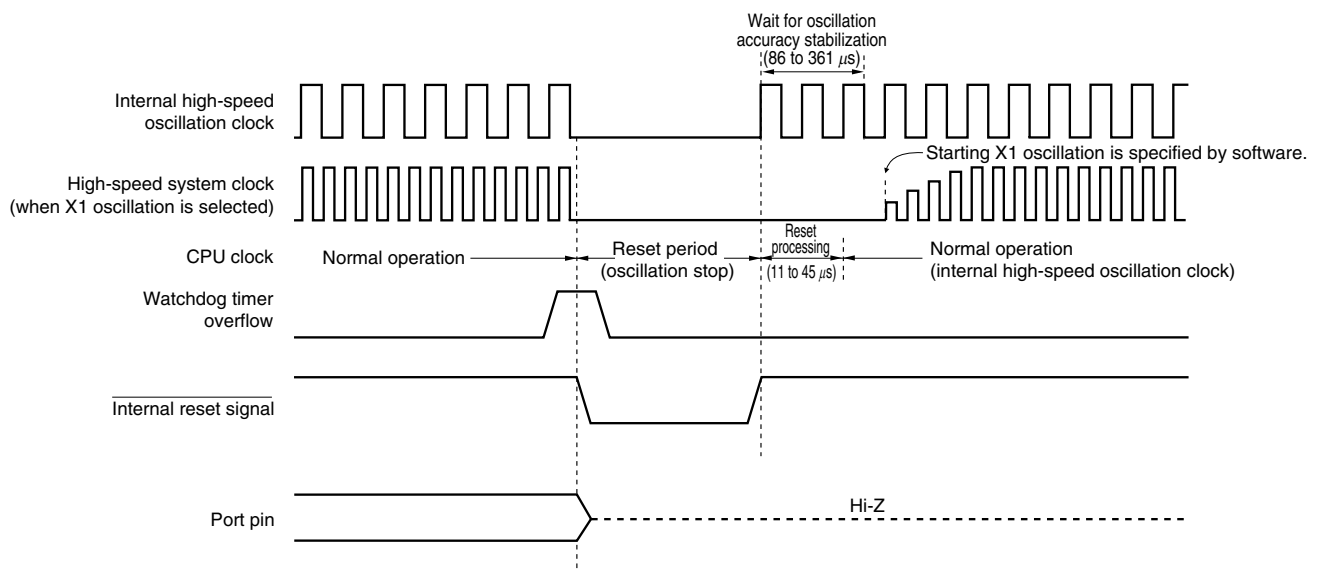 Wait for oscillation
accuracy stabilization
(86 to 361 μs)
Internal high-speed
oscillation clock
Starting X1 oscillation is specified by software.
High-speed system clock
(when X1 oscillation is selected)
CPU clock
Normal operation
Reset period
(oscillation stop)
Reset
processing
(11 to 45 μs)
Normal operation
(internal high-speed oscillation clock)
Watchdog timer
overflow
Internal reset signal
Port pin
Hi-Z